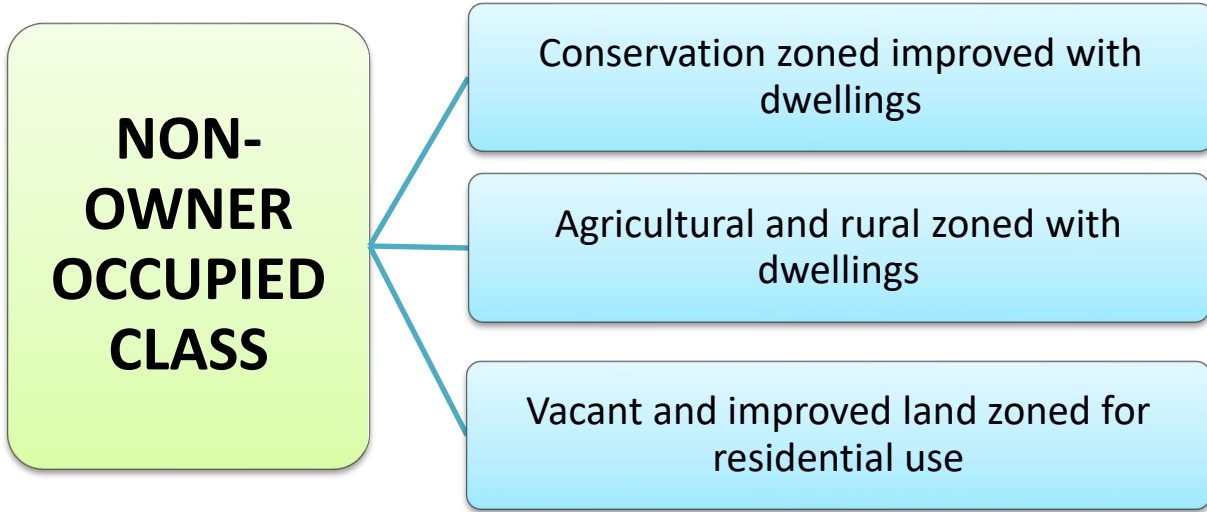 NON-
OWNER
OCCUPIED
CLASS
Conservation zoned improved with
dwellings
Agricultural and rural zoned with
dwellings
Vacant and improved land zoned for
residential use